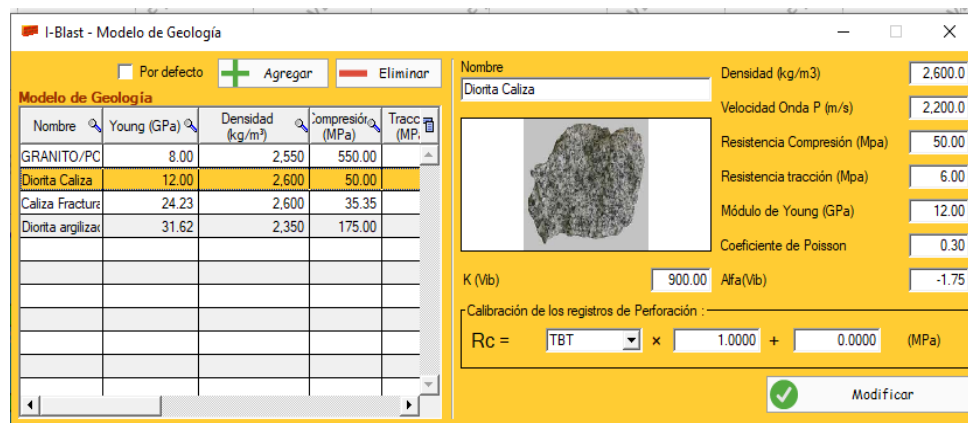 I-Blast - Modelo de Geología
Por defecto
Agregar
Eliminar
Modelo de Geología
Nombre Young (GPa) Densidad (kg/m³) Compresión (MPa) Tracc (MP
GRANITO/PO 8.00 2,550 550.00
Diorita Caliza 12.00 2,600 50.00
Caliza Fractura 24.23 2,600 35.35
Diorita argilizad 31.62 2,350 175.00
Nombre
Diorita Caliza
Densidad (kg/m3) 2,600.0
Velocidad Onda P (m/s) 2,200.0
Resistencia Compresión (Mpa) 50.00
Resistencia tracción (Mpa) 6.00
Módulo de Young (GPa) 12.00
Coeficiente de Poisson 0.30
K (Vib) 900.00 Alfa(Vib) -1.75
Calibración de los registros de Perforación :
Rc = TBT × 1.0000 + 0.0000 (MPa)
Modificar